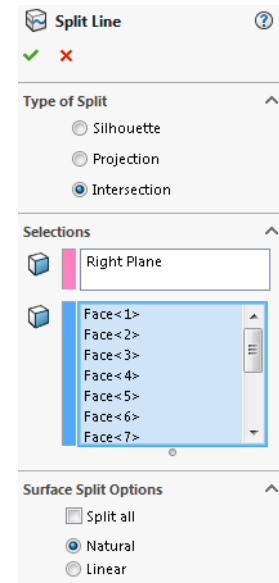 Split Line
Type of Split
Silhouette
Projection
Intersection
Selections
Right Plane
Face<1>
Face<2>
Face<3>
Face<4>
Face<5>
Face<6>
Face<7>
Surface Split Options
Split all
Natural
Linear